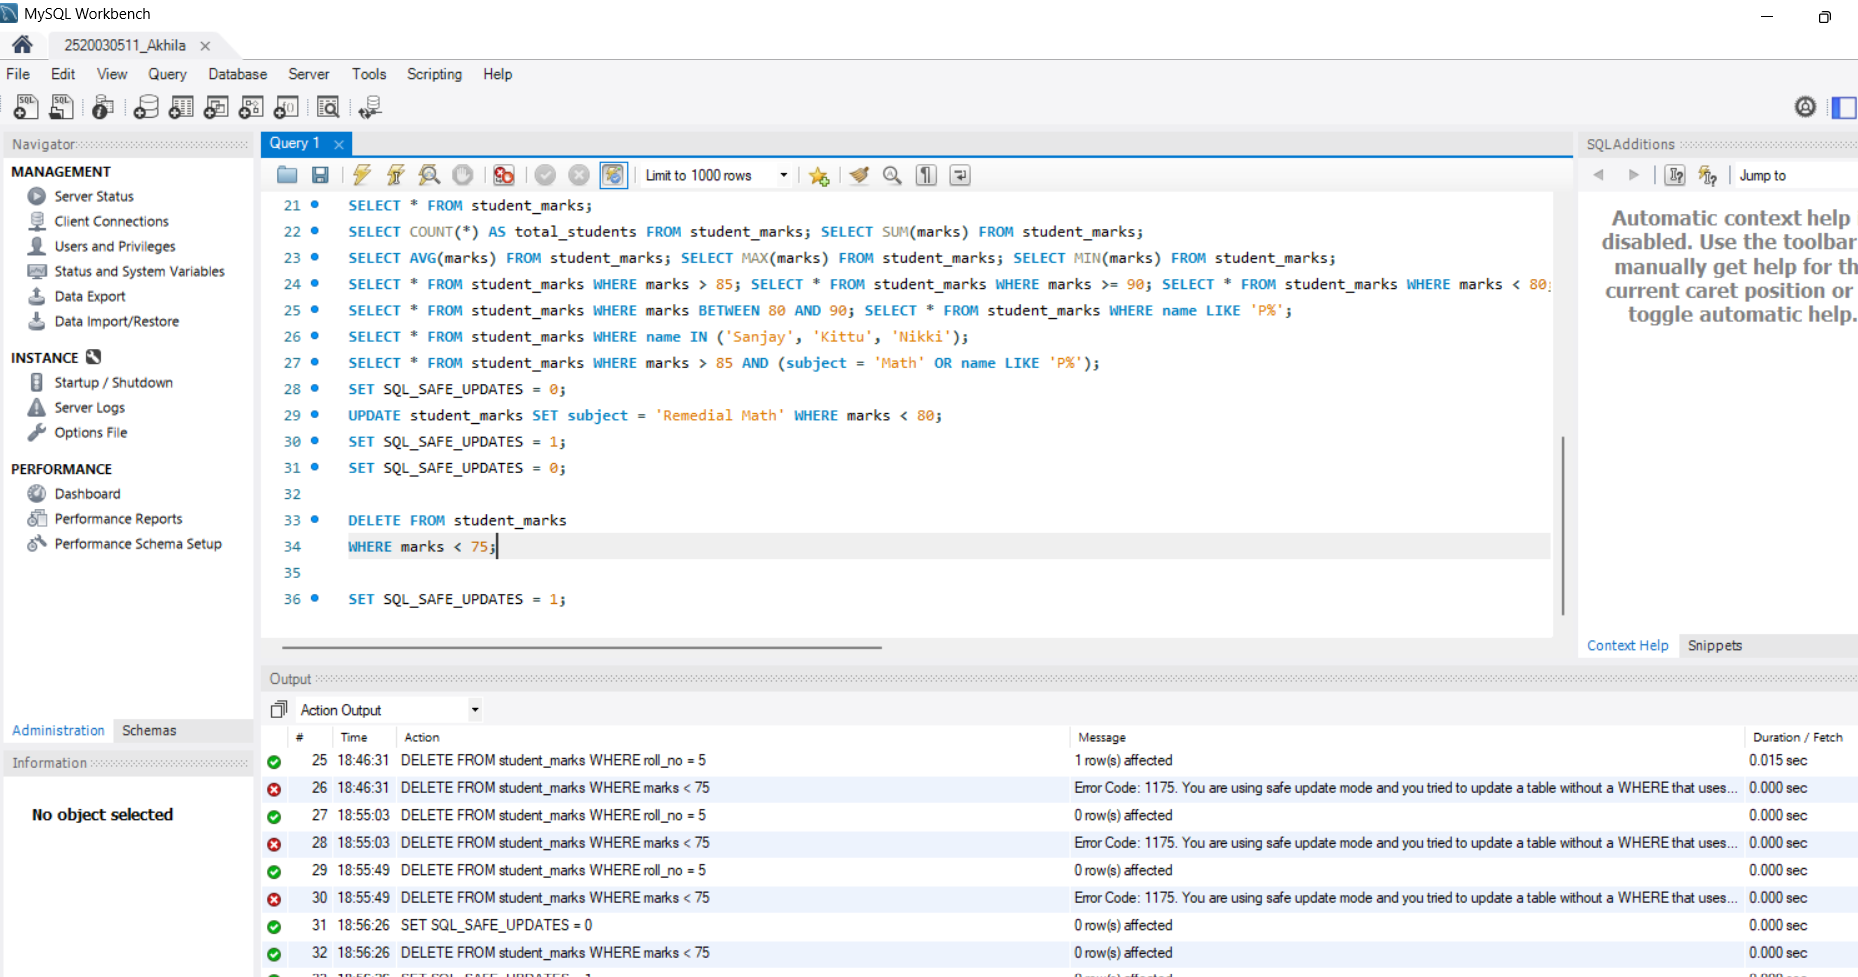 MySQL Workbench
2520030511_Akhila
File Edit View Query Database Server Tools Scripting Help
Navigator
MANAGEMENT
Server Status
Client Connections
Users and Privileges
Status and System Variables
Data Export
Data Import/Restore
INSTANCE
Startup / Shutdown
Server Logs
Options File
PERFORMANCE
Dashboard
Performance Reports
Performance Schema Setup
Administration Schemas
Information
No object selected
Query 1
Limit to 1000 rows
21 SELECT * FROM student_marks;
22 SELECT COUNT(*) AS total_students FROM student_marks; SELECT SUM(marks) FROM student_marks;
23 SELECT AVG(marks) FROM student_marks; SELECT MAX(marks) FROM student_marks; SELECT MIN(marks) FROM student_marks;
24 SELECT * FROM student_marks WHERE marks > 85; SELECT * FROM student_marks WHERE marks >= 90; SELECT * FROM student_marks WHERE marks < 80;
25 SELECT * FROM student_marks WHERE marks BETWEEN 80 AND 90; SELECT * FROM student_marks WHERE name LIKE 'P%';
26 SELECT * FROM student_marks WHERE name IN ('Sanjay', 'Kittu', 'Nikki');
27 SELECT * FROM student_marks WHERE marks > 85 AND (subject = 'Math' OR name LIKE 'P%');
28 SET SQL_SAFE_UPDATES = 0;
29 UPDATE student_marks SET subject = 'Remedial Math' WHERE marks < 80;
30 SET SQL_SAFE_UPDATES = 1;
31 SET SQL_SAFE_UPDATES = 0;
32
33 DELETE FROM student_marks
34 WHERE marks < 75;
35
36 SET SQL_SAFE_UPDATES = 1;
SQLAdditions
Jump to
Automatic context help
disabled. Use the toolbar
manually get help for th
current caret position or
toggle automatic help.
Context Help Snippets
Output
Action Output
# Time Action Message Duration / Fetch
25 18:46:31 DELETE FROM student_marks WHERE roll_no = 5 1 row(s) affected 0.015 sec
26 18:46:31 DELETE FROM student_marks WHERE marks < 75 Error Code: 1175. You are using safe update mode and you tried to update a table without a WHERE that uses... 0.000 sec
27 18:55:03 DELETE FROM student_marks WHERE roll_no = 5 0 row(s) affected 0.000 sec
28 18:55:03 DELETE FROM student_marks WHERE marks < 75 Error Code: 1175. You are using safe update mode and you tried to update a table without a WHERE that uses... 0.000 sec
29 18:55:49 DELETE FROM student_marks WHERE roll_no = 5 0 row(s) affected 0.000 sec
30 18:55:49 DELETE FROM student_marks WHERE marks < 75 Error Code: 1175. You are using safe update mode and you tried to update a table without a WHERE that uses... 0.000 sec
31 18:56:26 SET SQL_SAFE_UPDATES = 0 0 row(s) affected 0.000 sec
32 18:56:26 DELETE FROM student_marks WHERE marks < 75 0 row(s) affected 0.000 sec